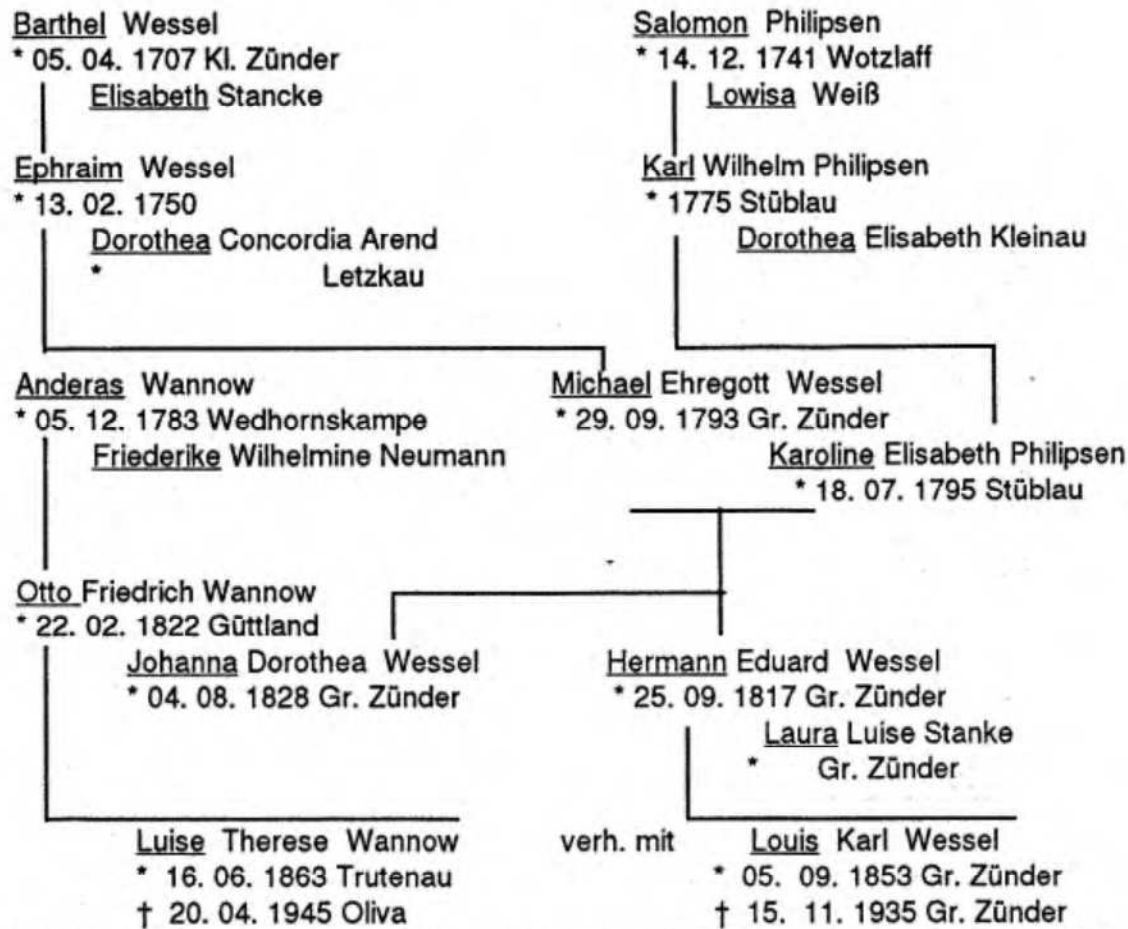 Barthel Wessel
* 05. 04. 1707 Kl. Zünder
Elisabeth Stancke
Salomon Philipsen
* 14. 12. 1741 Wotzlaff
Lowisa Weiß
Ephraim Wessel
* 13. 02. 1750
Dorothea Concordia Arend
* Letzkau
Karl Wilhelm Philipsen
* 1775 Stüblau
Dorothea Elisabeth Kleinau
Anderas Wannow
* 05. 12. 1783 Wedhornskampe
Friederike Wilhelmine Neumann
Michael Ehregott Wessel
* 29. 09. 1793 Gr. Zünder
Karoline Elisabeth Philipsen
* 18. 07. 1795 Stüblau
Otto Friedrich Wannow
* 22. 02. 1822 Güttland
Johanna Dorothea Wessel
* 04. 08. 1828 Gr. Zünder
Hermann Eduard Wessel
* 25. 09. 1817 Gr. Zünder
Laura Luise Stanke
* Gr. Zünder
Luise Therese Wannow
* 16. 06. 1863 Trutenau
† 20. 04. 1945 Oliva
verh. mit
Louis Karl Wessel
* 05. 09. 1853 Gr. Zünder
† 15. 11. 1935 Gr. Zünder